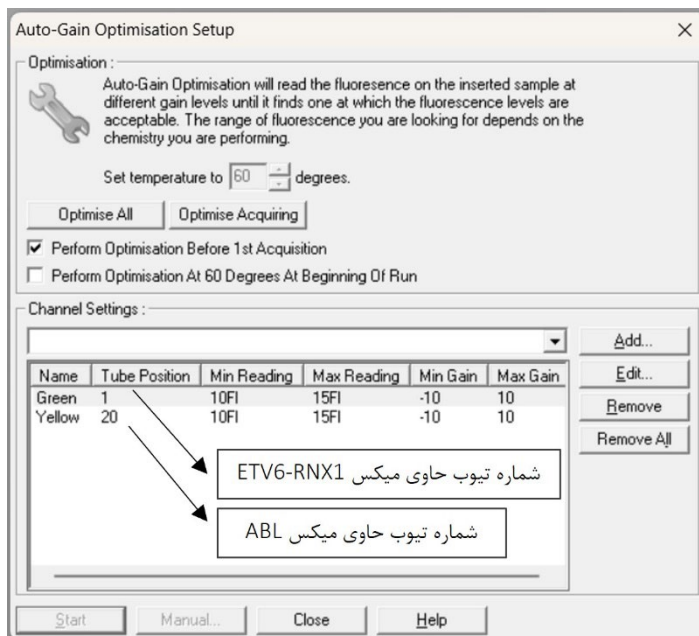 Auto-Gain Optimisation Setup
Optimisation :
Auto-Gain Optimisation will read the fluoresence on the inserted sample at
different gain levels until it finds one at which the fluorescence levels are
acceptable. The range of fluorescence you are looking for depends on the
chemistry you are performing.
Set temperature to 60 degrees.
Optimise All Optimise Acquiring
Perform Optimisation Before 1st Acquisition
Perform Optimisation At 60 Degrees At Beginning Of Run
Channel Settings :
Add...
Edit...
Remove
Remove All
Name Tube Position Min Reading Max Reading Min Gain Max Gain
Green 1 10Fl 15Fl -10 10
Yellow 20 10Fl 15Fl -10 10
شماره تیوب حاوی میکس ETV6-RNX1
شماره تیوب حاوی میکس ABL
Start Manual... Close Help